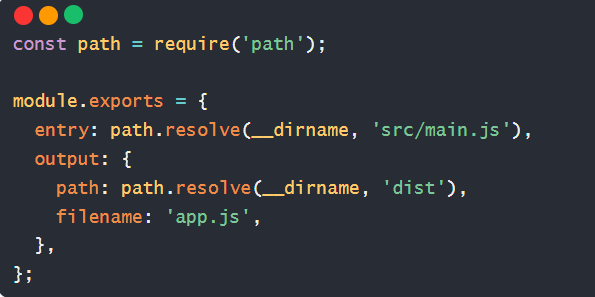 const path = require('path');
module.exports = {
  entry: path.resolve(__dirname, 'src/main.js'),
  output: {
    path: path.resolve(__dirname, 'dist'),
    filename: 'app.js',
  },
};